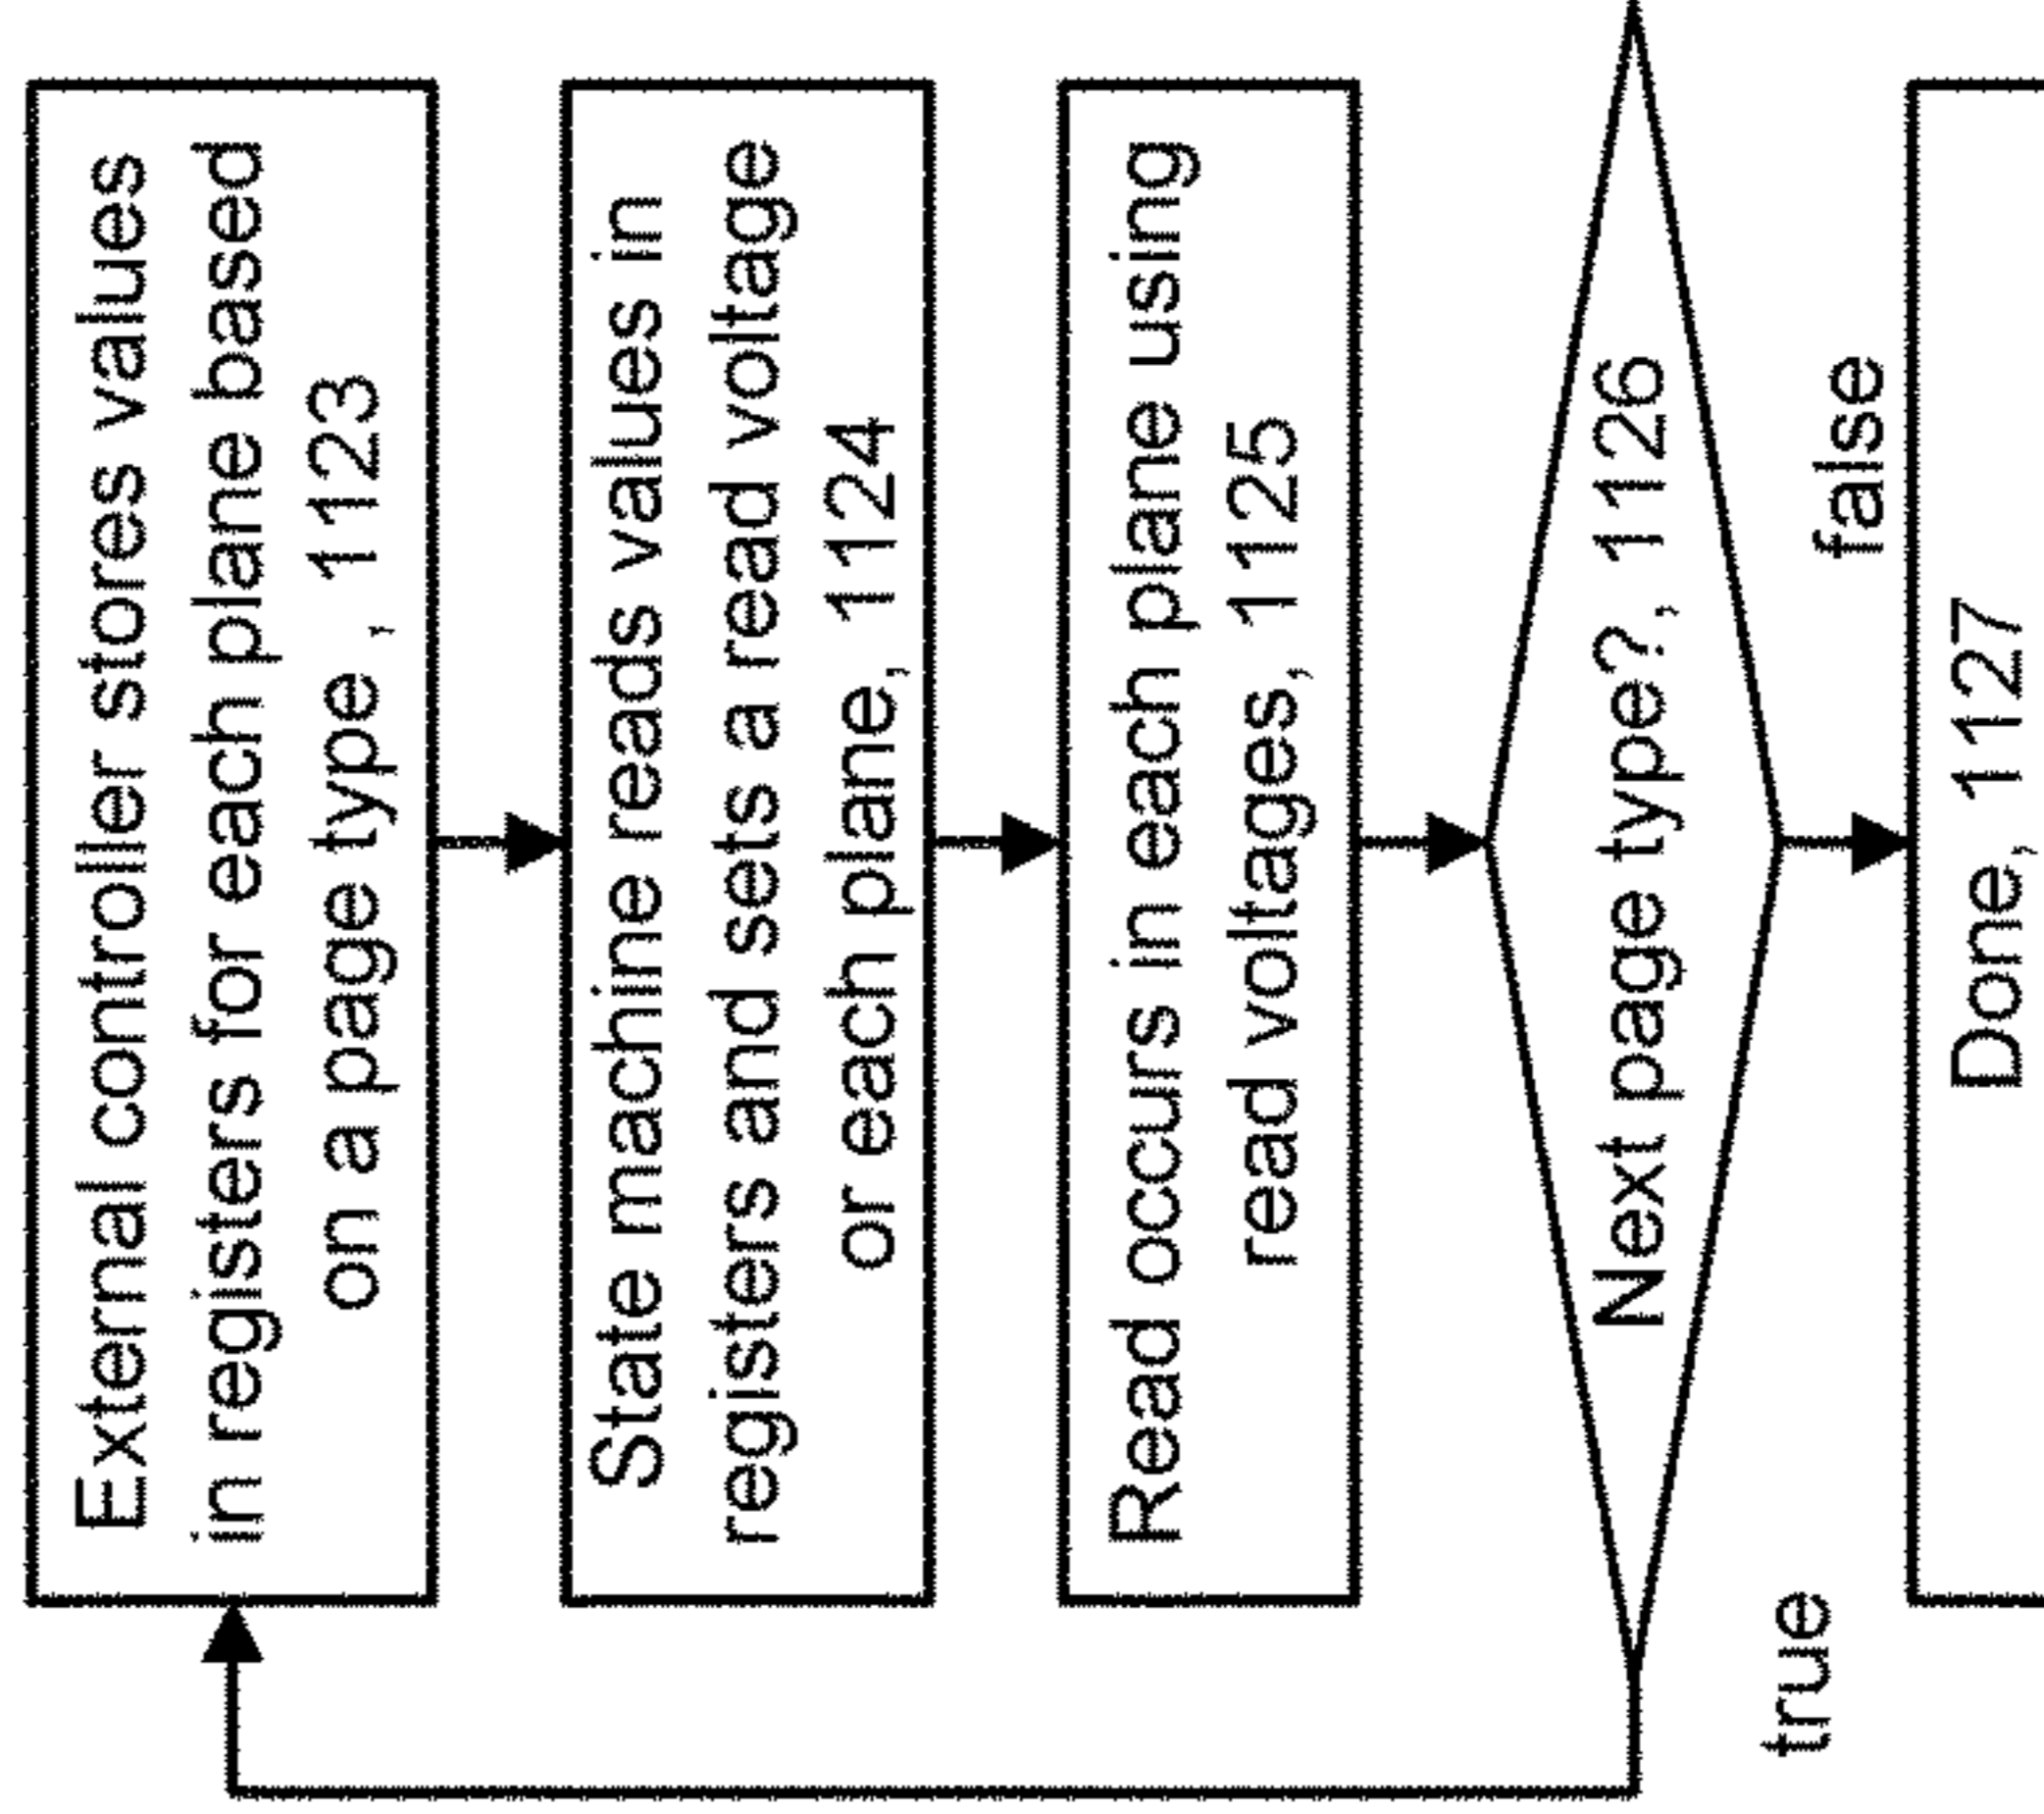 External controller stores values
in registers for each plane based
on a page type , 1123
State machine reads values in
registers and sets a read voltage
or each plane, 1124
Read occurs in each plane using
read voltages, 1125
Next page type?, 1126
true
false
Done, 1127